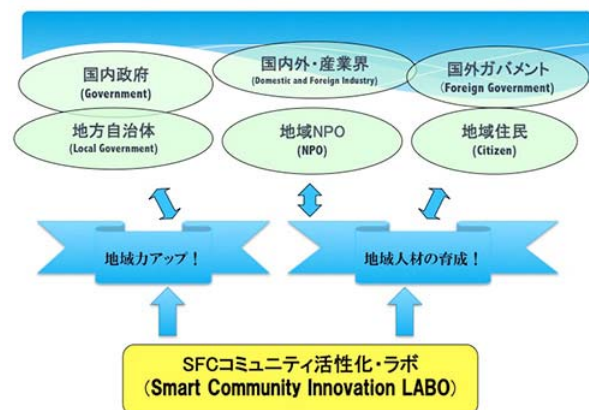 国内政府
(Government)
国内外・産業界
(Domestic and Foreign Industry)
国外ガバメント
(Foreign Government)
地方自治体
(Local Government)
地域NPO
(NPO)
地域住民
(Citizen)
地域力アップ！
地域人材の育成！
SFCコミュニティ活性化・ラボ
(Smart Community Innovation LABO)